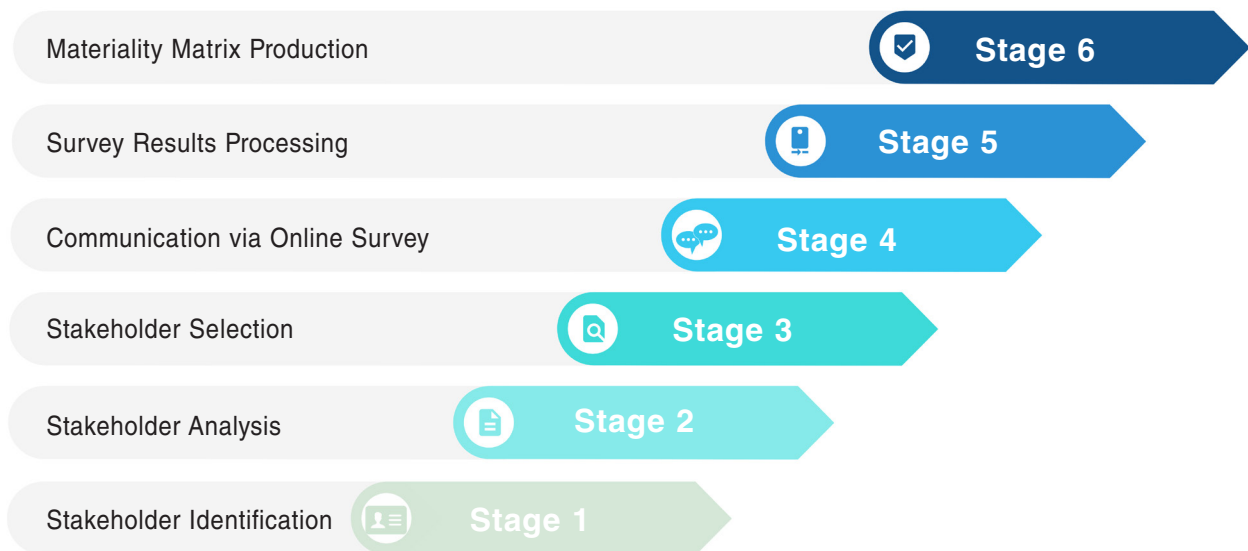 Materiality Matrix Production
Stage 6
Survey Results Processing
Stage 5
Communication via Online Survey
Stage 4
Stakeholder Selection
Stage 3
Stakeholder Analysis
Stage 2
Stakeholder Identification
Stage 1